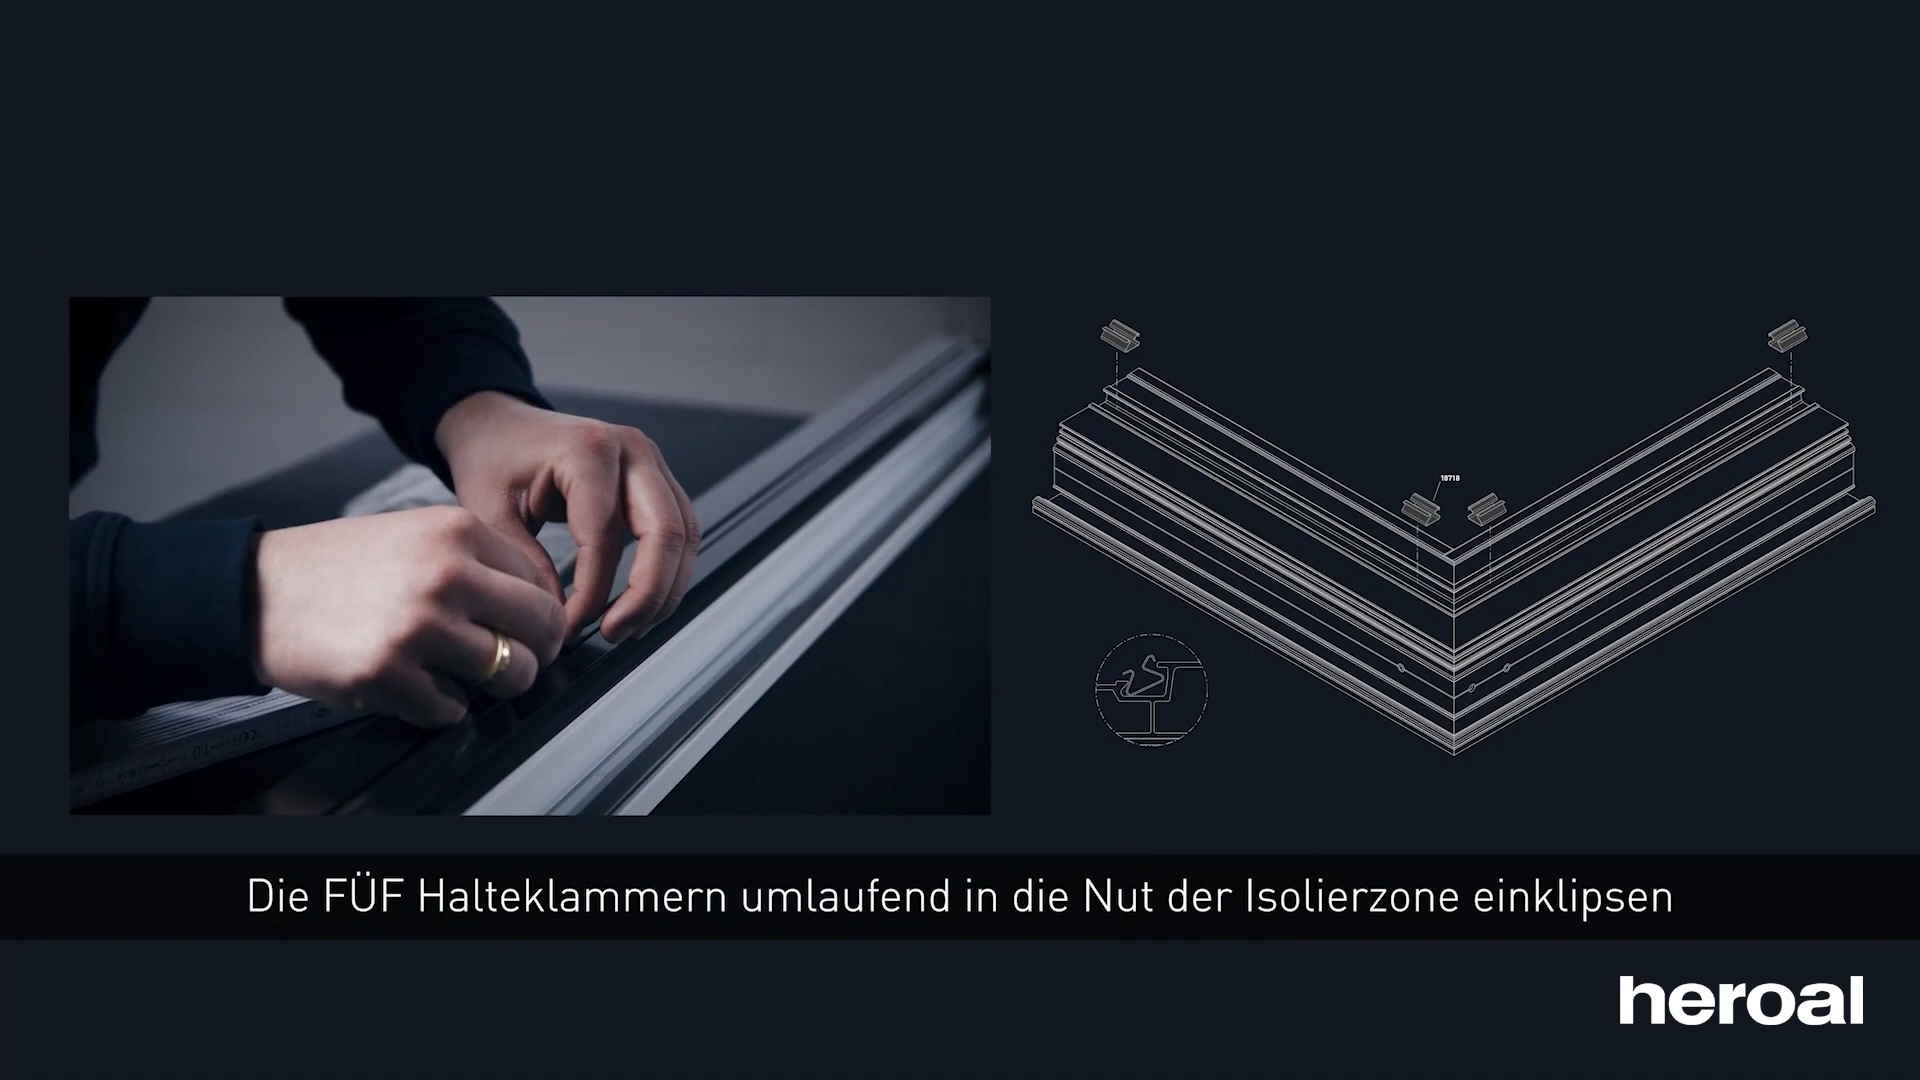 18718
Die FÜF Halteklammern umlaufend in die Nut der Isolierzone einklipsen
heroal